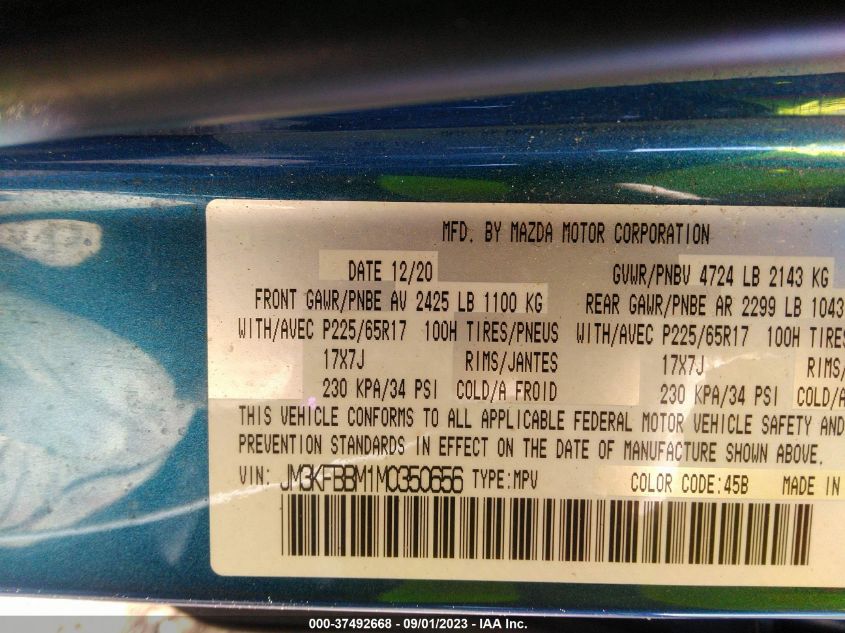 MFD. BY MAZDA MOTOR CORPORATION
DATE 12/20 GVWR/PNBV 4724 LB 2143 KG
FRONT GAWR/PNBE AV 2425 LB 1100 KG REAR GAWR/PNBE AR 2299 LB 1043
WITH/AVEC P225/65R17 100H TIRES/PNEUS WITH/AVEC P225/65R17 100H TIRES
17X7J RIMS/JANTES 17X7J RIMS/
230 KPA/34 PSI COLD/A FROID 230 KPA/34 PSI COLD/A
THIS VEHICLE CONFORMS TO ALL APPLICABLE FEDERAL MOTOR VEHICLE SAFETY AND
PREVENTION STANDARDS IN EFFECT ON THE DATE OF MANUFACTURE SHOWN ABOVE.
VIN: JM3KFBBM1M0350656 TYPE:MPV COLOR CODE:45B MADE IN
000-37492668 - 09/01/2023 - IAA Inc.